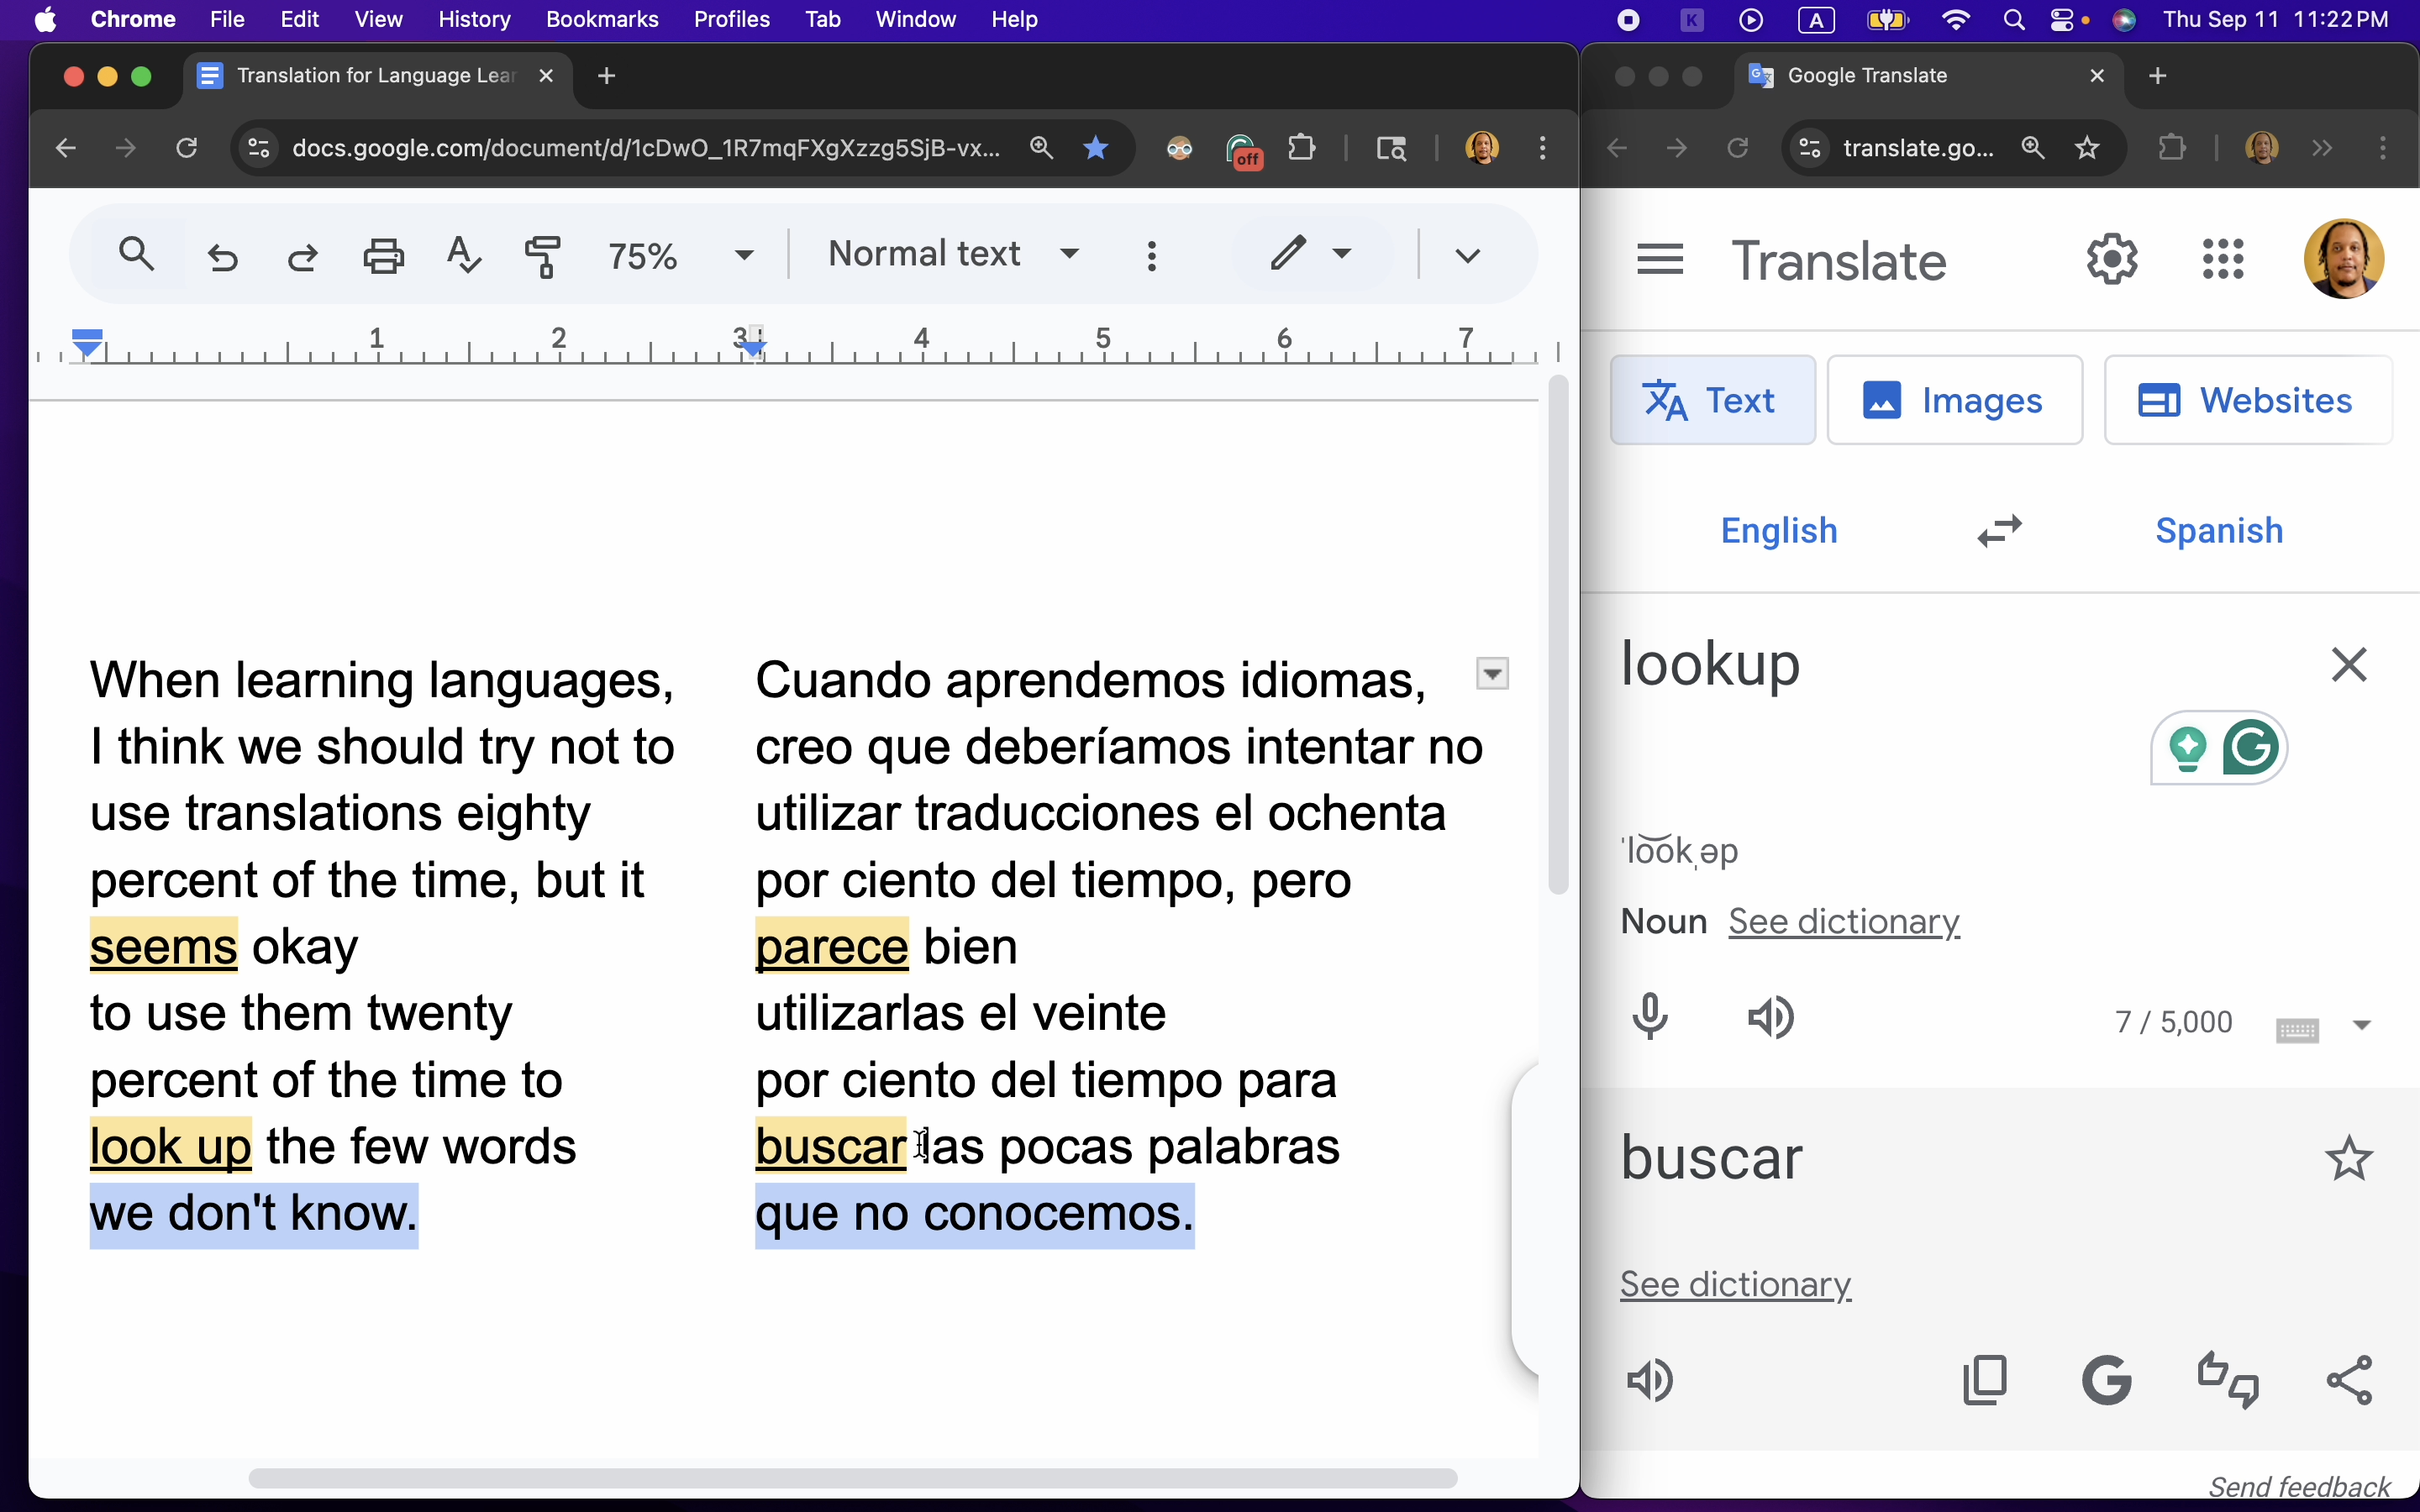 Chrome File Edit View History Bookmarks Profiles Tab Window Help
K A Thu Sep 11 11:22 PM
Translation for Language Lear
docs.google.com/document/d/1cDwO_1R7mqFXgXzzg5SjB-vx...
off
75% Normal text
1 2 3 4 5 6 7
When learning languages,
I think we should try not to
use translations eighty
percent of the time, but it
seems okay
to use them twenty
percent of the time to
look up the few words
we don't know.
Cuando aprendemos idiomas,
creo que deberíamos intentar no
utilizar traducciones el ochenta
por ciento del tiempo, pero
parece bien
utilizarlas el veinte
por ciento del tiempo para
buscar las pocas palabras
que no conocemos.
Google Translate
translate.go...
Translate
Text Images Websites
English Spanish
lookup
ˈlo͝okˌəp
Noun See dictionary
7 / 5,000
buscar
See dictionary
Send feedback